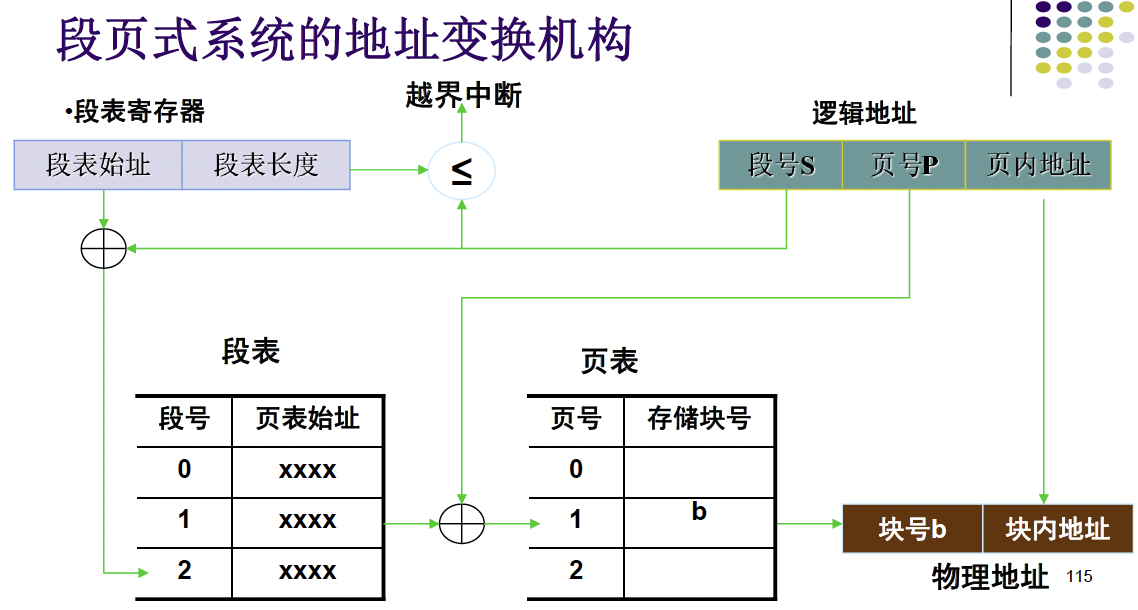 段页式系统的地址变换机构
越界中断
•段表寄存器
逻辑地址
段表始址 段表长度
≤
段号S 页号P 页内地址
段表
页表
段号 页表始址
0 xxxx
1 xxxx
2 xxxx
页号 存储块号
0
1 b
2
块号b 块内地址
物理地址
115